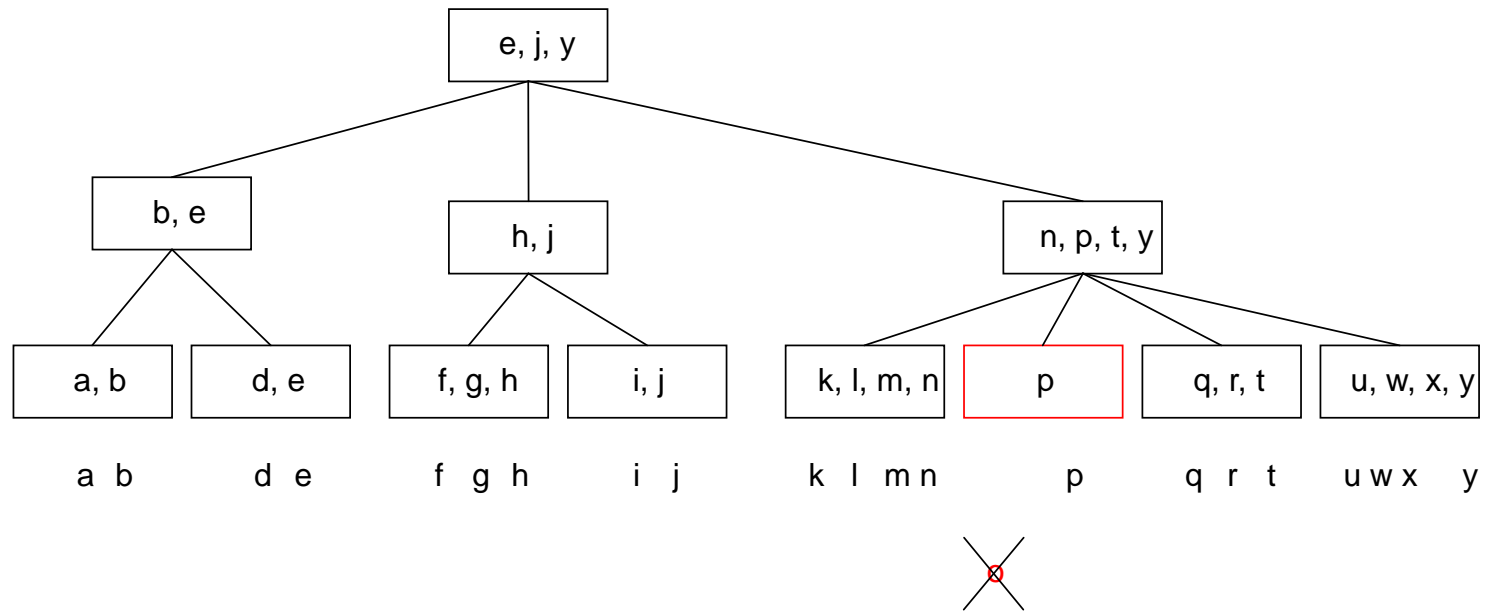 e, j, y
b, e
h, j
n, p, t, y
a, b
d, e
f, g, h
i, j
k, l, m, n
p
q, r, t
u, w, x, y
a b d e f g h i j k l m n p q r t u w x y
o